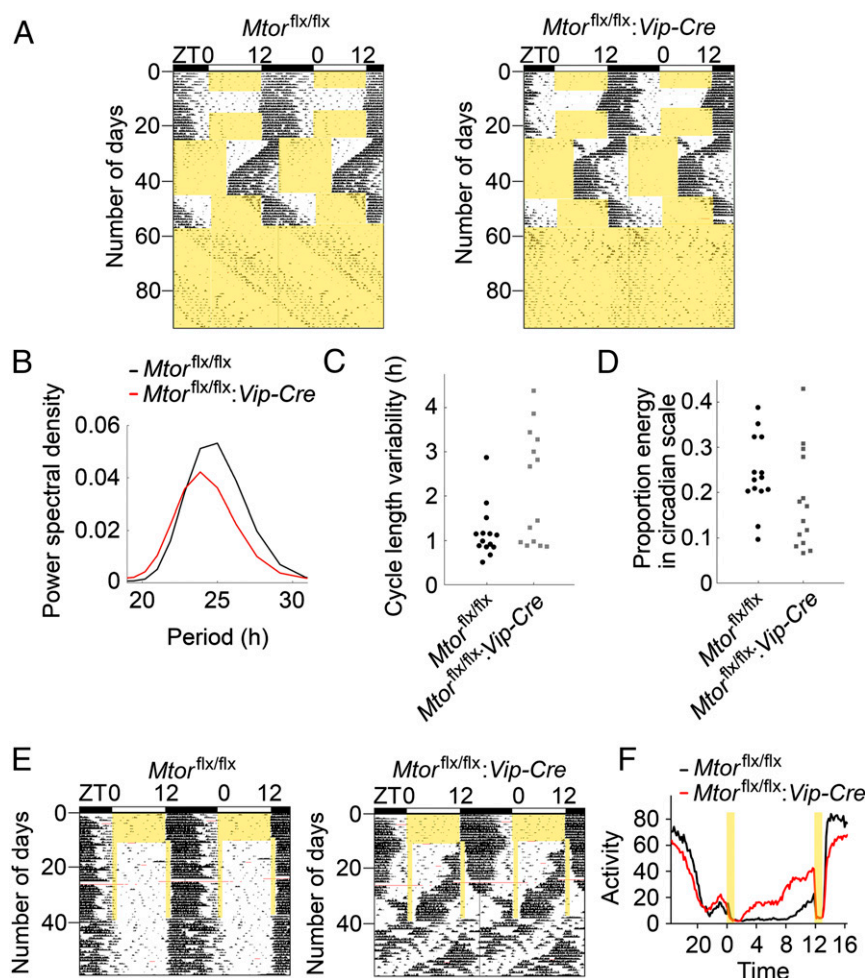 A
Mtor^flx/flx
Mtor^flx/flx:Vip-Cre
ZT0 12 0 12
ZT0 12 0 12
Number of days
0
20
40
60
80
Number of days
0
20
40
60
80
B
Mtor^flx/flx
Mtor^flx/flx:Vip-Cre
Power spectral density
0.06
0.04
0.02
0
20 25 30
Period (h)
C
Cycle length variability (h)
4
3
2
1
0
Mtor^flx/flx
Mtor^flx/flx:Vip-Cre
D
Proportion energy
in circadian scale
0.4
0.3
0.2
0.1
0
Mtor^flx/flx
Mtor^flx/flx:Vip-Cre
E
Mtor^flx/flx
Mtor^flx/flx:Vip-Cre
ZT0 12 0 12
ZT0 12 0 12
Number of days
0
20
40
Number of days
0
20
40
F
Mtor^flx/flx
Mtor^flx/flx:Vip-Cre
Activity
80
60
40
20
0
20 0 12 16
Time